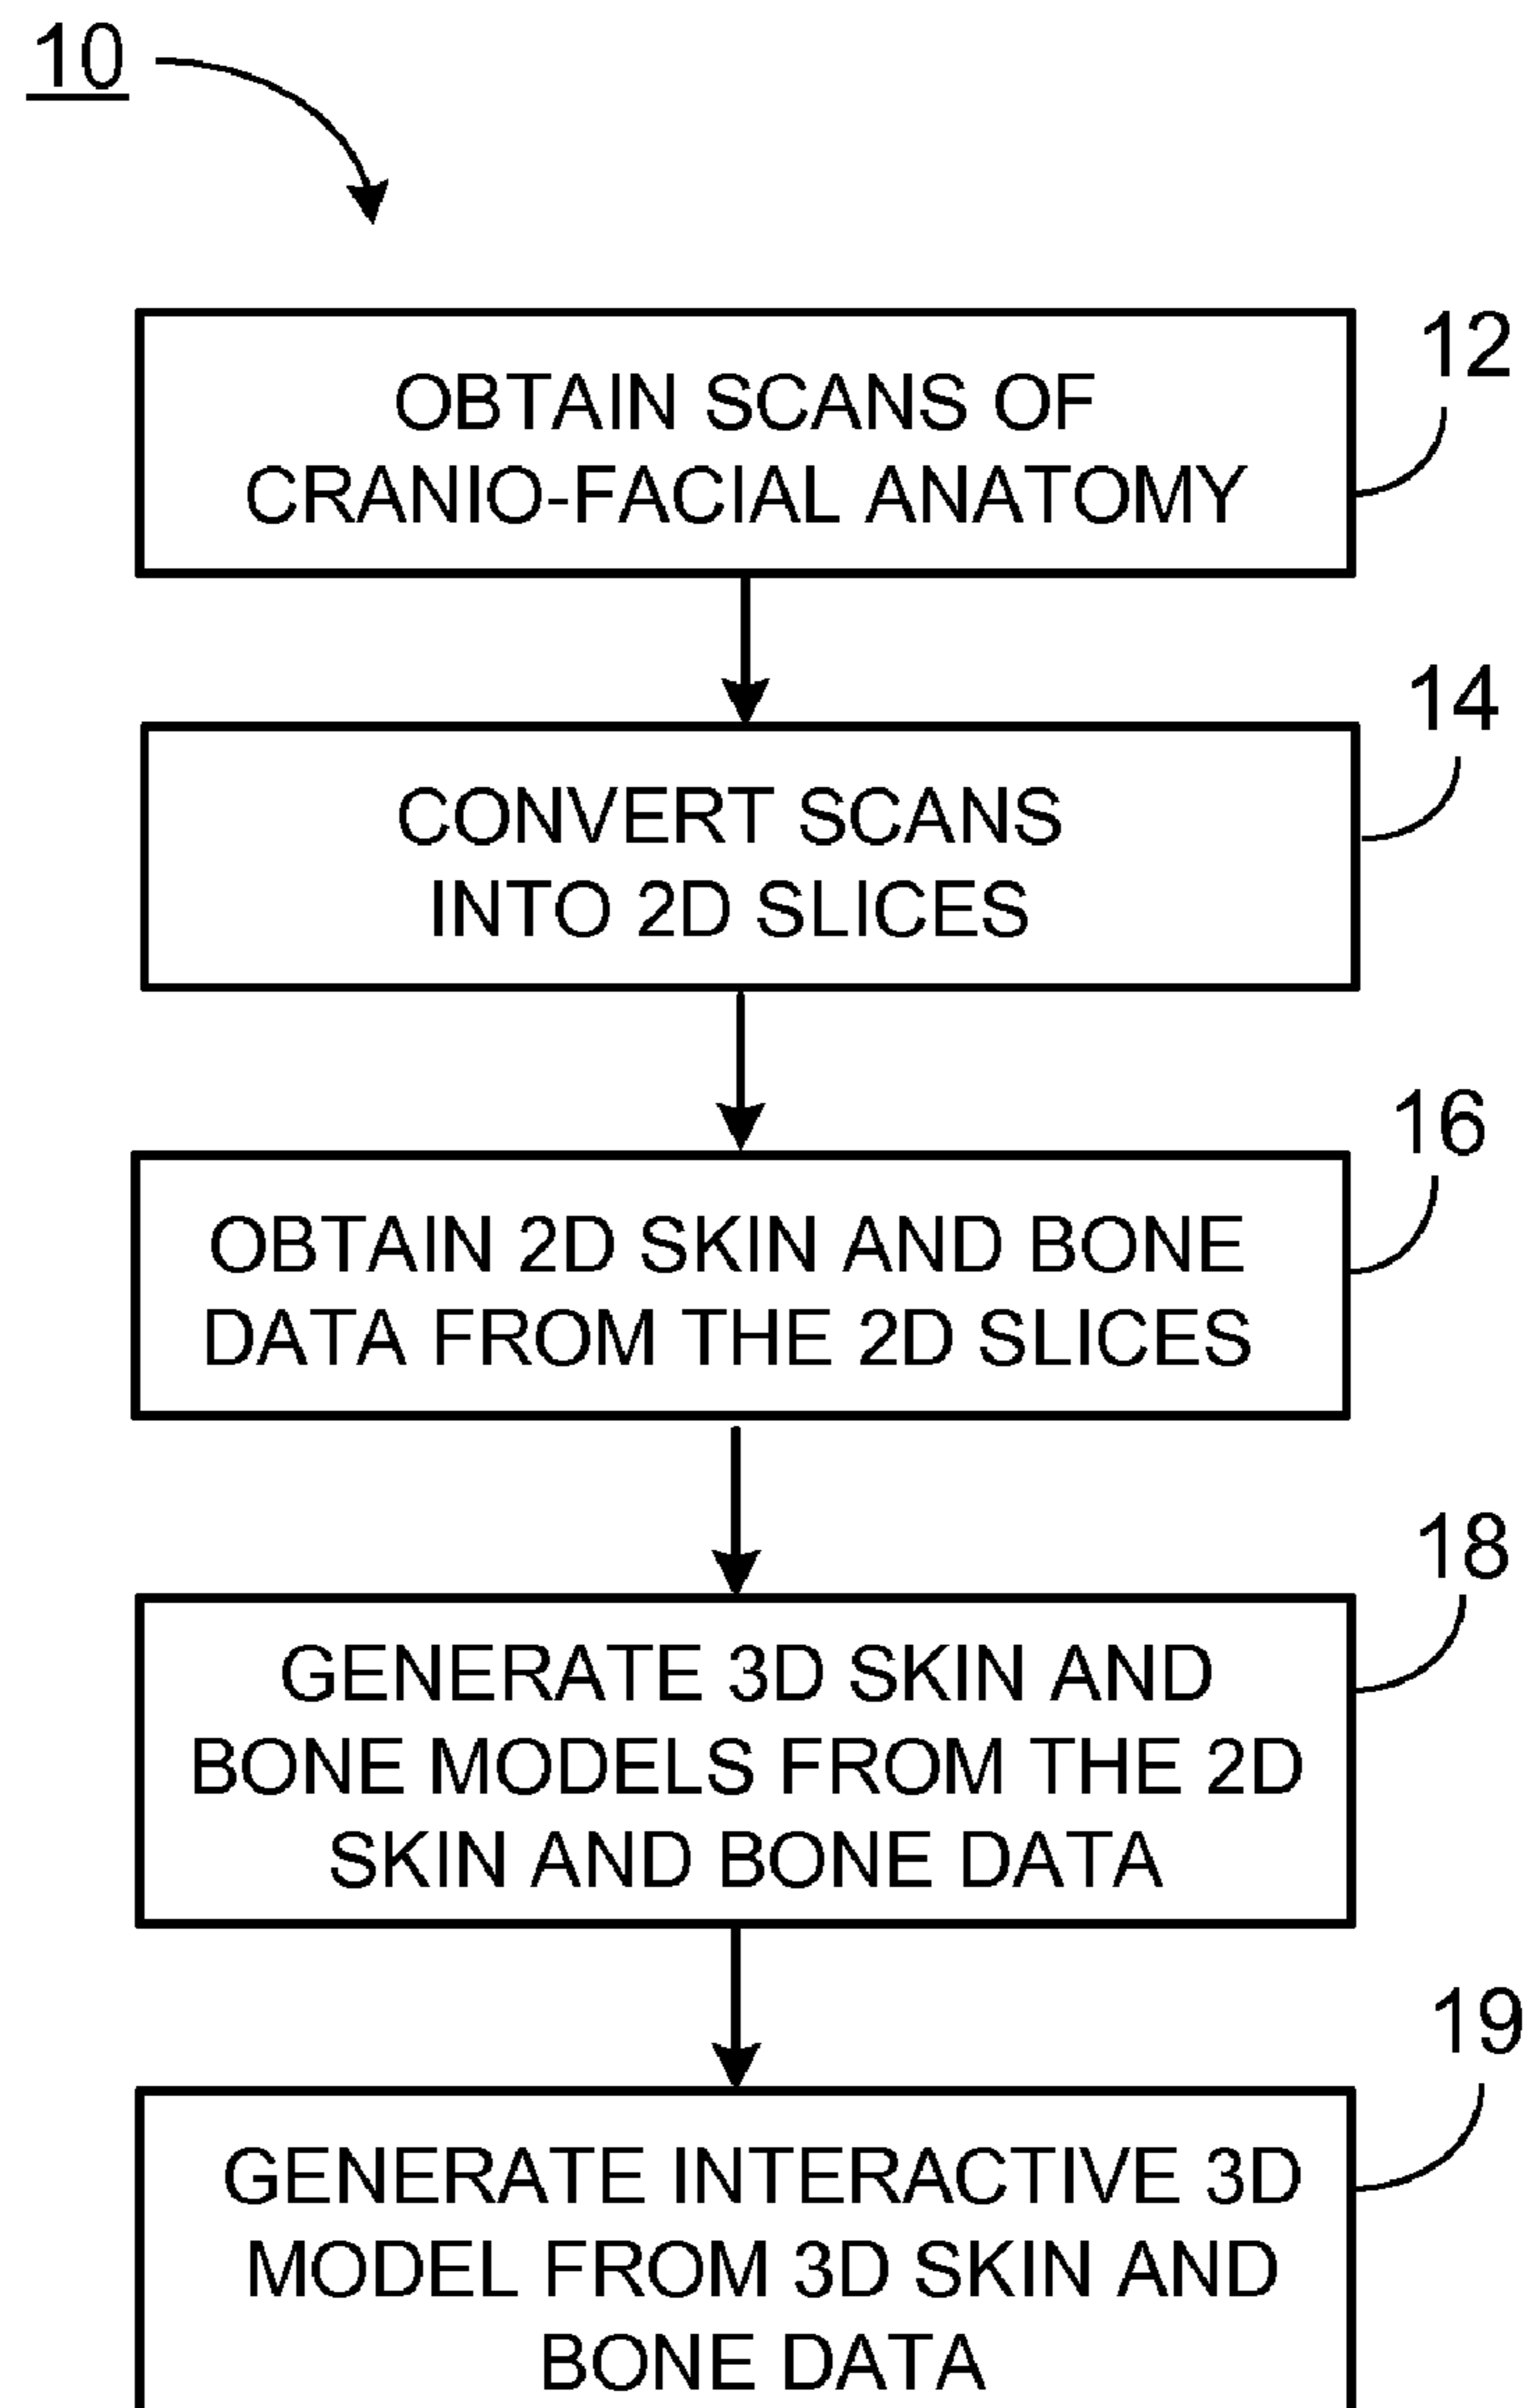 10
12
OBTAIN SCANS OF
CRANIO-FACIAL ANATOMY
14
CONVERT SCANS
INTO 2D SLICES
16
OBTAIN 2D SKIN AND BONE
DATA FROM THE 2D SLICES
18
GENERATE 3D SKIN AND
BONE MODELS FROM THE 2D
SKIN AND BONE DATA
19
GENERATE INTERACTIVE 3D
MODEL FROM 3D SKIN AND
BONE DATA